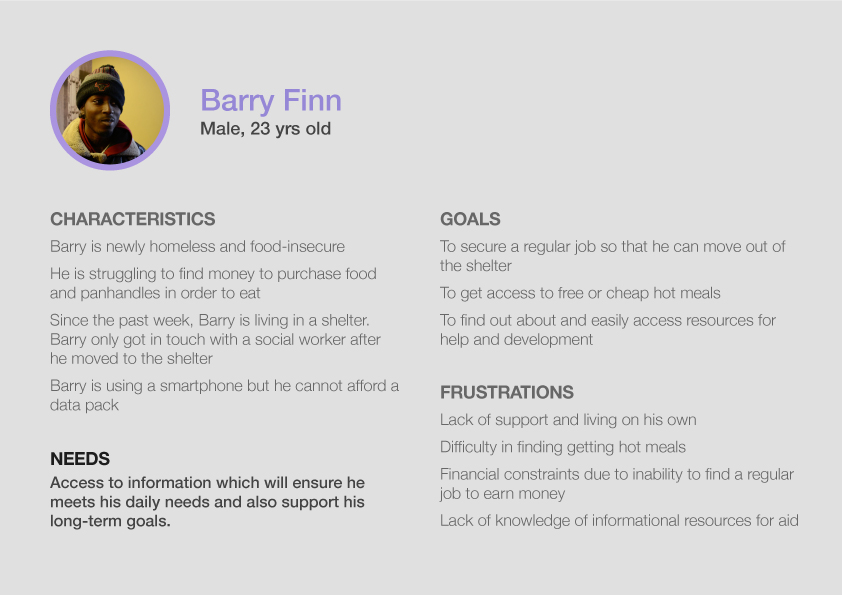 Barry Finn
Male, 23 yrs old
CHARACTERISTICS
Barry is newly homeless and food-insecure
He is struggling to find money to purchase food
and panhandles in order to eat
Since the past week, Barry is living in a shelter.
Barry only got in touch with a social worker after
he moved to the shelter
Barry is using a smartphone but he cannot afford a
data pack
NEEDS
Access to information which will ensure he
meets his daily needs and also support his
long-term goals.
GOALS
To secure a regular job so that he can move out of
the shelter
To get access to free or cheap hot meals
To find out about and easily access resources for
help and development
FRUSTRATIONS
Lack of support and living on his own
Difficulty in finding getting hot meals
Financial constraints due to inability to find a regular
job to earn money
Lack of knowledge of informational resources for aid